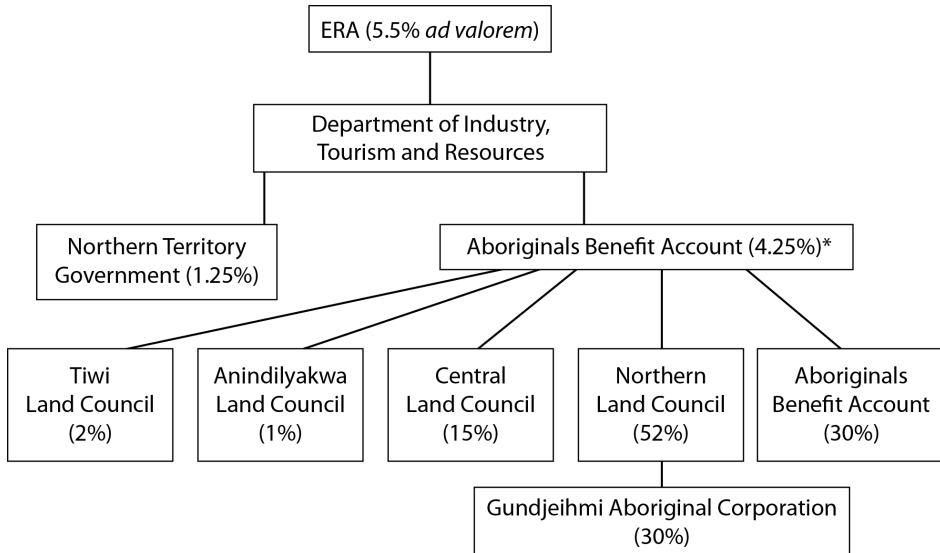 ERA (5.5% ad valorem)
Department of Industry,
Tourism and Resources
Northern Territory
Government (1.25%)
Aboriginals Benefit Account (4.25%)*
Tiwi
Land Council
(2%)
Anindilyakwa
Land Council
(1%)
Central
Land Council
(15%)
Northern
Land Council
(52%)
Aboriginals
Benefit Account
(30%)
Gundjeihmi Aboriginal Corporation
(30%)